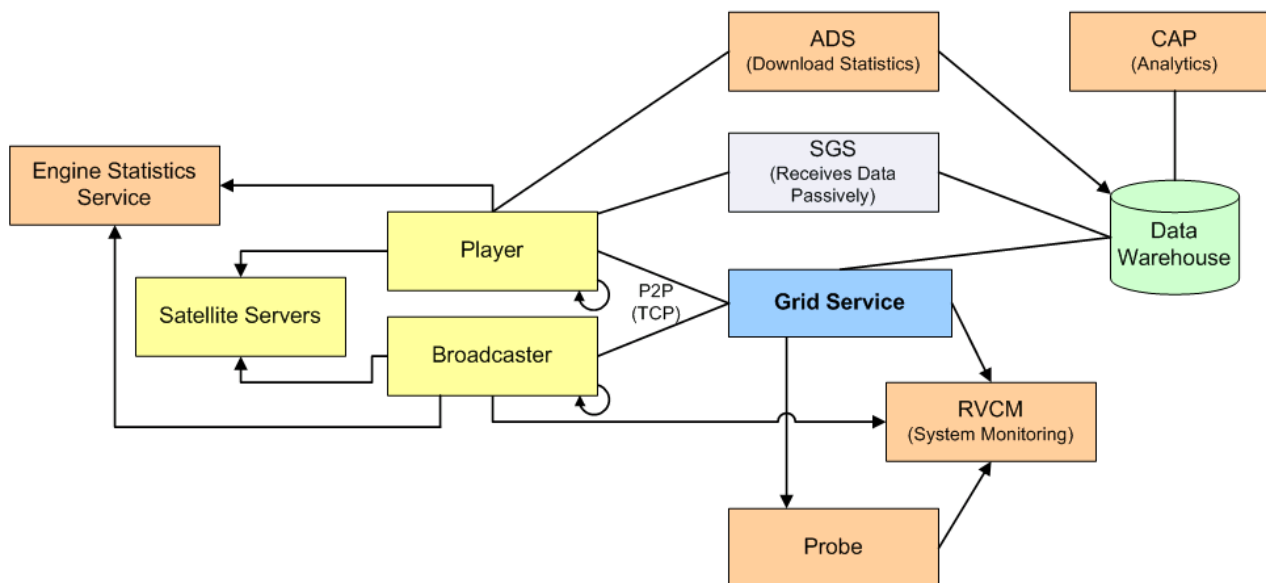 ADS
(Download Statistics)
CAP
(Analytics)
SGS
(Receives Data
Passively)
Engine Statistics
Service
Player
Data
Warehouse
Satellite Servers
P2P
(TCP)
Grid Service
Broadcaster
RVCM
(System Monitoring)
Probe